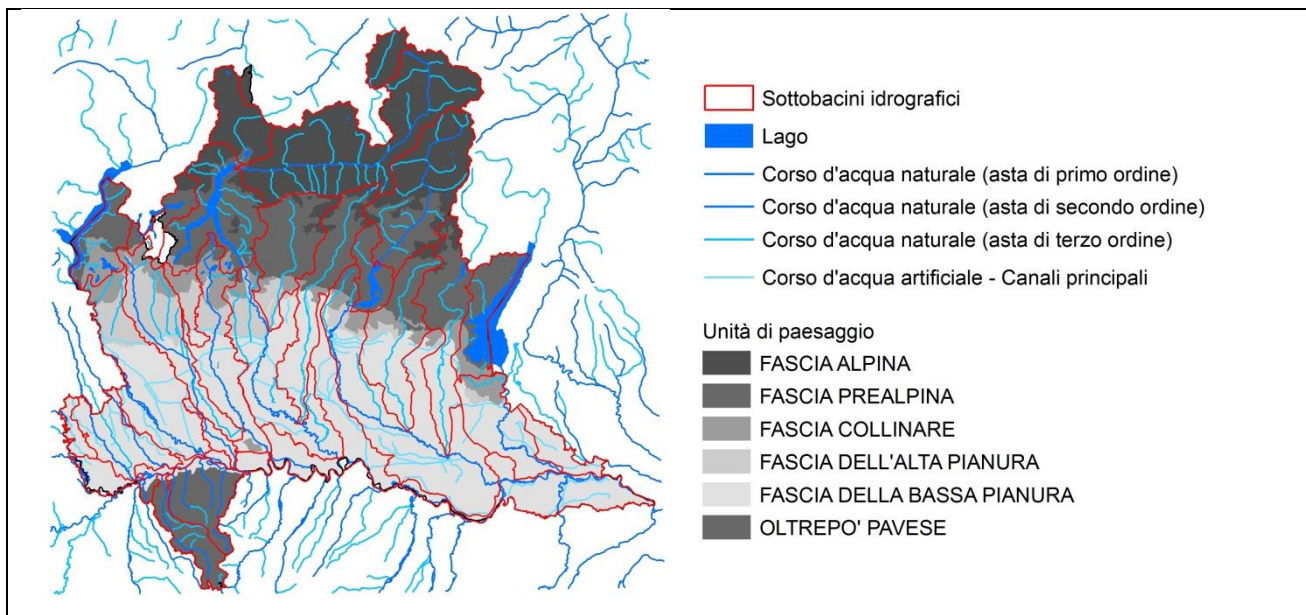 Sottobacini idrografici
Lago
Corso d'acqua naturale (asta di primo ordine)
Corso d'acqua naturale (asta di secondo ordine)
Corso d'acqua naturale (asta di terzo ordine)
Corso d'acqua artificiale - Canali principali
Unità di paesaggio
FASCIA ALPINA
FASCIA PREALPINA
FASCIA COLLINARE
FASCIA DELL'ALTA PIANURA
FASCIA DELLA BASSA PIANURA
OLTREPO' PAVESE